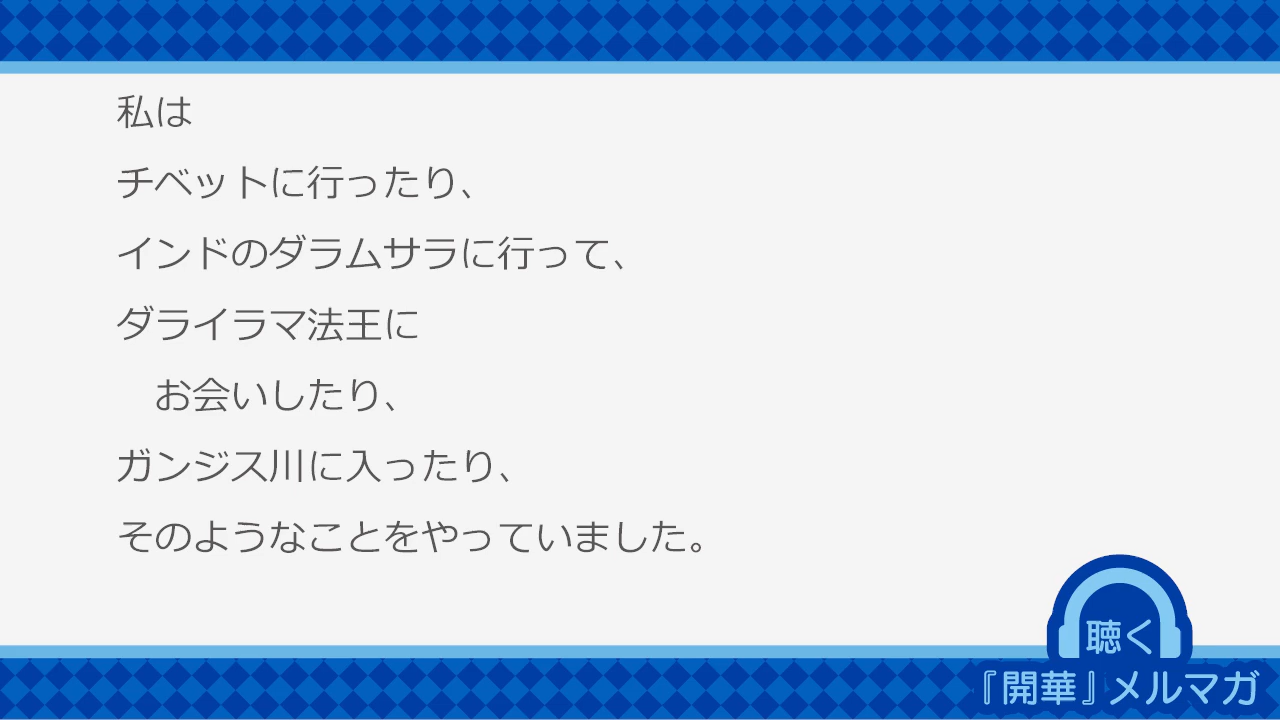 私は
チベットに行ったり、
インドのダラムサラに行って、
ダライラマ法王に
　お会いしたり、
ガンジス川に入ったり、
そのようなことをやっていました。
聴く
『開華』メルマガ